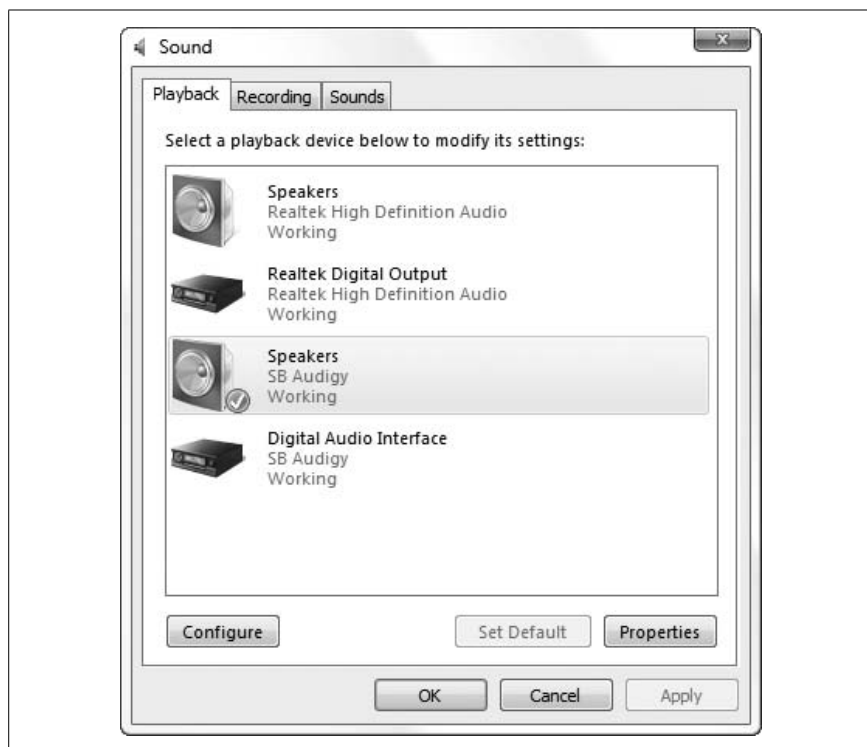 Sound
Playback
Recording
Sounds
Select a playback device below to modify its settings:
Speakers
Realtek High Definition Audio
Working
Realtek Digital Output
Realtek High Definition Audio
Working
Speakers
SB Audigy
Working
Digital Audio Interface
SB Audigy
Working
Configure
Set Default
Properties
OK
Cancel
Apply